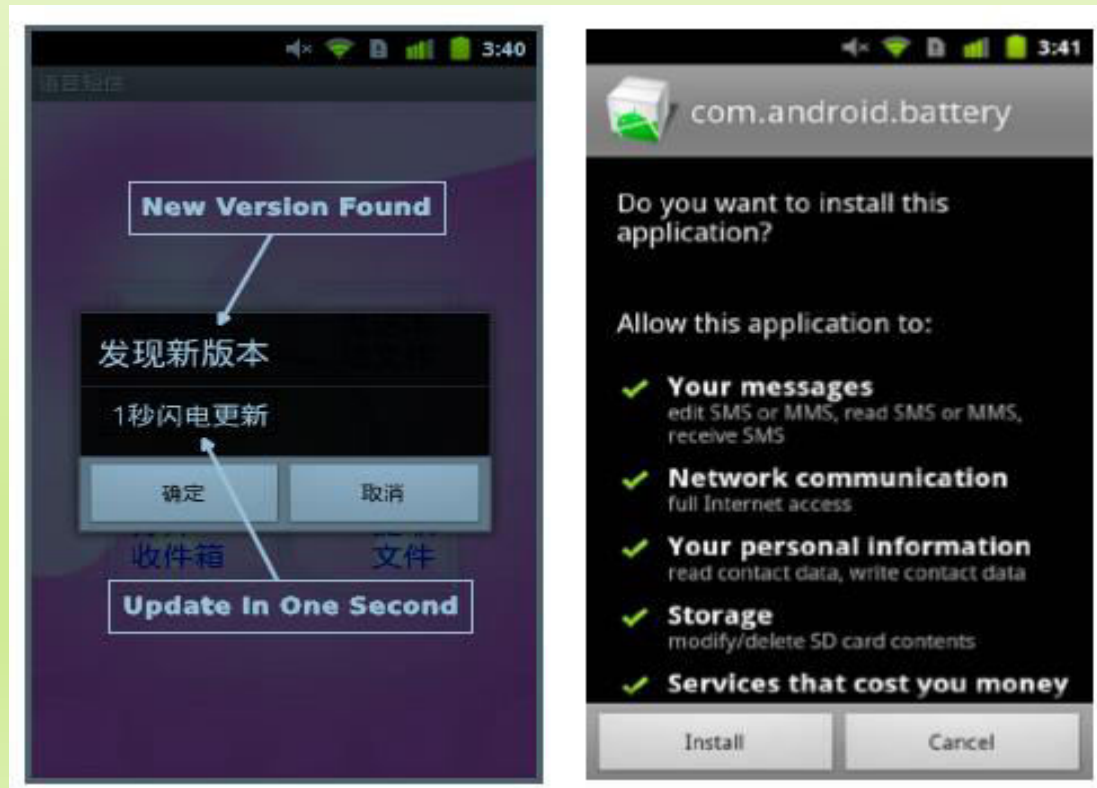 3:40
语音短信
New Version Found
发现新版本
1秒闪电更新
确定
取消
收件箱
文件
Update In One Second
3:41
com.android.battery
Do you want to install this
application?
Allow this application to:
Your messages
edit SMS or MMS, read SMS or MMS,
receive SMS
Network communication
full Internet access
Your personal information
read contact data, write contact data
Storage
modify/delete SD card contents
Services that cost you money
Install
Cancel